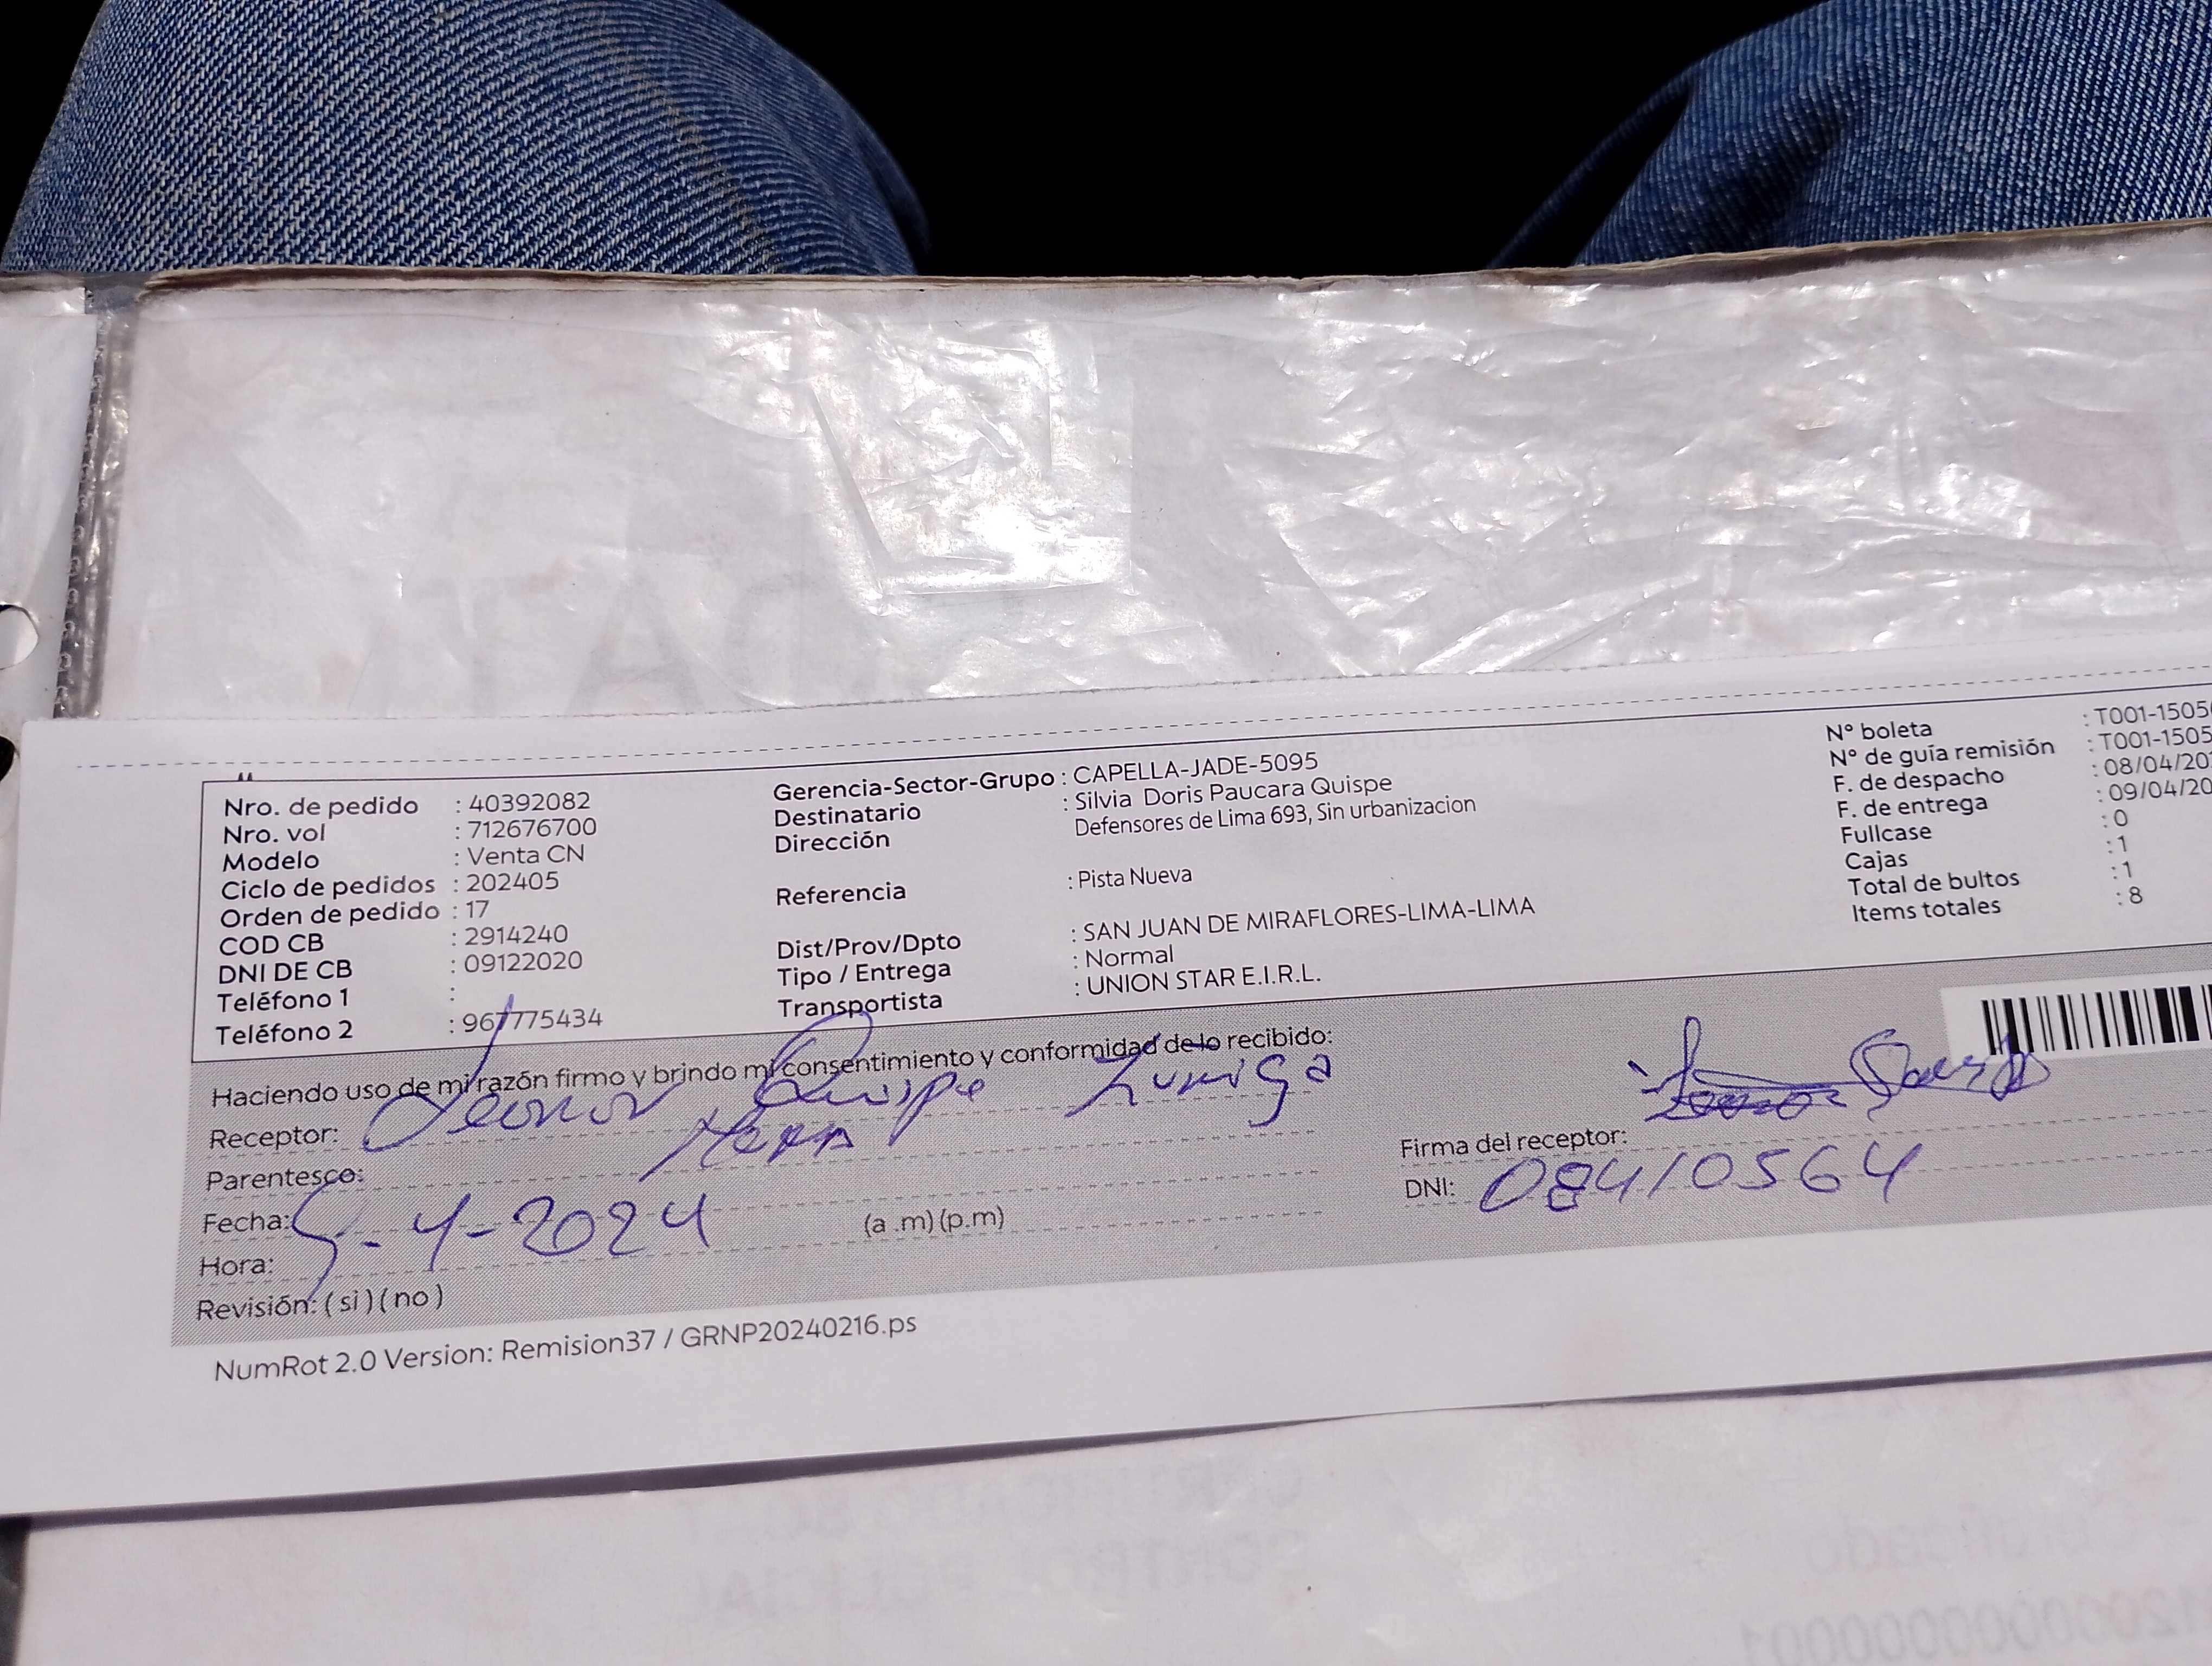 Nro. de pedido : 40392082
Nro. vol : 712676700
Modelo : Venta CN
Ciclo de pedidos : 202405
Orden de pedido : 17
COD CB : 2914240
DNI DE CB : 09122020
Teléfono 1 :
Teléfono 2 : 967775434
Gerencia-Sector-Grupo : CAPELLA-JADE-5095
Destinatario : Silvia Doris Paucara Quispe
Dirección Defensores de Lima 693, Sin urbanizacion
Referencia : Pista Nueva
Dist/Prov/Dpto : SAN JUAN DE MIRAFLORES-LIMA-LIMA
Tipo / Entrega : Normal
Transportista : UNION STAR E.I.R.L.
N° boleta : T001-1505
N° de guía remisión : T001-1505
F. de despacho : 08/04/20
F. de entrega : 09/04/20
Fullcase : 0
Cajas : 1
Total de bultos : 1
Items totales : 8
Haciendo uso de mi razón firmo y brindo mi consentimiento y conformidad de lo recibido:
Receptor: Leonor Quispe Zuniga
Parentesco:
Fecha: 9-4-2024
Hora: (a .m) (p.m)
Revisión: ( sì ) ( no )
Firma del receptor:
DNI: 08410564
NumRot 2.0 Version: Remision37 / GRNP20240216.ps